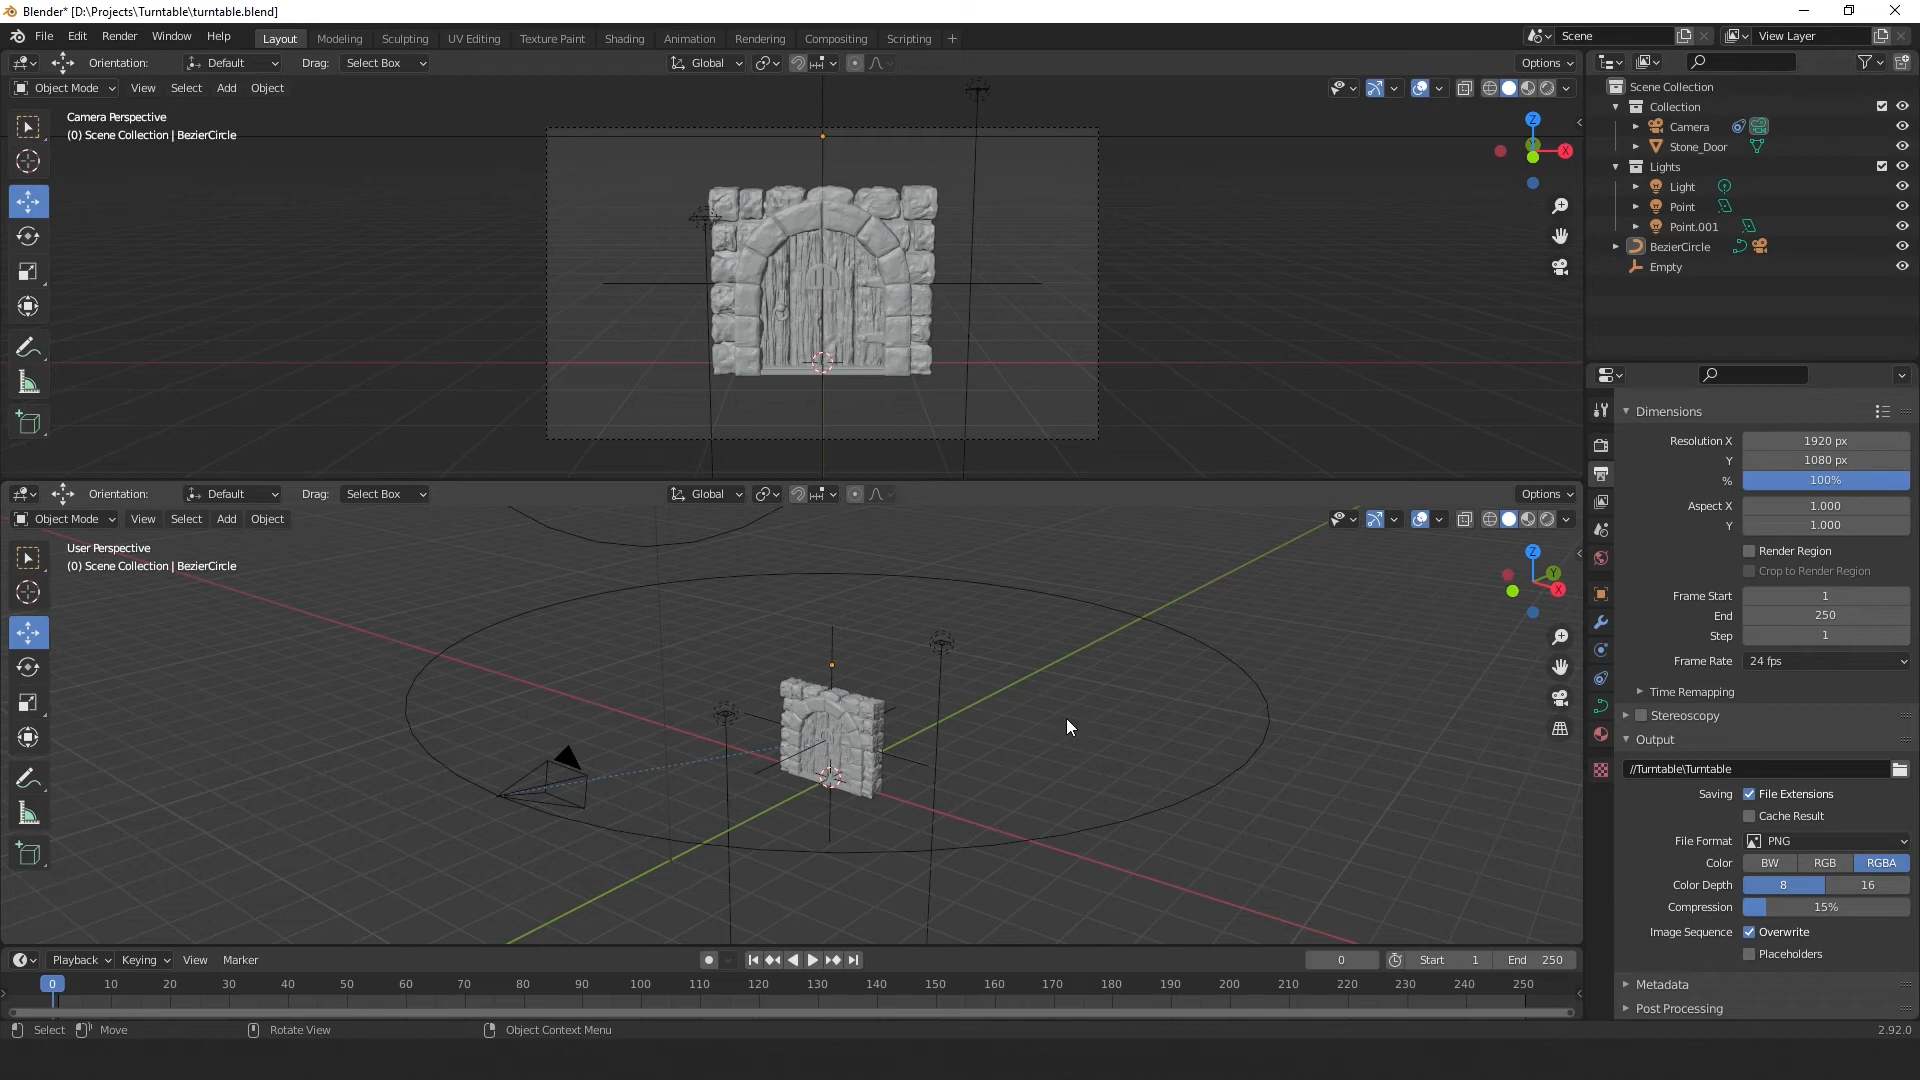 Blender* [D:\Projects\Turntable\turntable.blend]
File Edit Render Window Help
Layout Modeling Sculpting UV Editing Texture Paint Shading Animation Rendering Compositing Scripting +
Scene
View Layer
Orientation: Default Drag: Select Box Global Options
Object Mode View Select Add Object
Camera Perspective
(0) Scene Collection | BezierCircle
Z
X
Scene Collection
Collection
Camera
Stone_Door
Lights
Light
Point
Point.001
BezierCircle
Empty
Orientation: Default Drag: Select Box Global Options
Object Mode View Select Add Object
User Perspective
(0) Scene Collection | BezierCircle
Z
Y
X
Dimensions
Resolution X 1920 px
Y 1080 px
% 100%
Aspect X 1.000
Y 1.000
Render Region
Crop to Render Region
Frame Start 1
End 250
Step 1
Frame Rate 24 fps
Time Remapping
Stereoscopy
Output
//Turntable\Turntable
Saving File Extensions
Cache Result
File Format PNG
Color BW RGB RGBA
Color Depth 8 16
Compression 15%
Image Sequence Overwrite
Placeholders
Metadata
Post Processing
Playback Keying View Marker 0 Start 1 End 250
0 10 20 30 40 50 60 70 80 90 100 110 120 130 140 150 160 170 180 190 200 210 220 230 240 250
Select Move Rotate View Object Context Menu 2.92.0